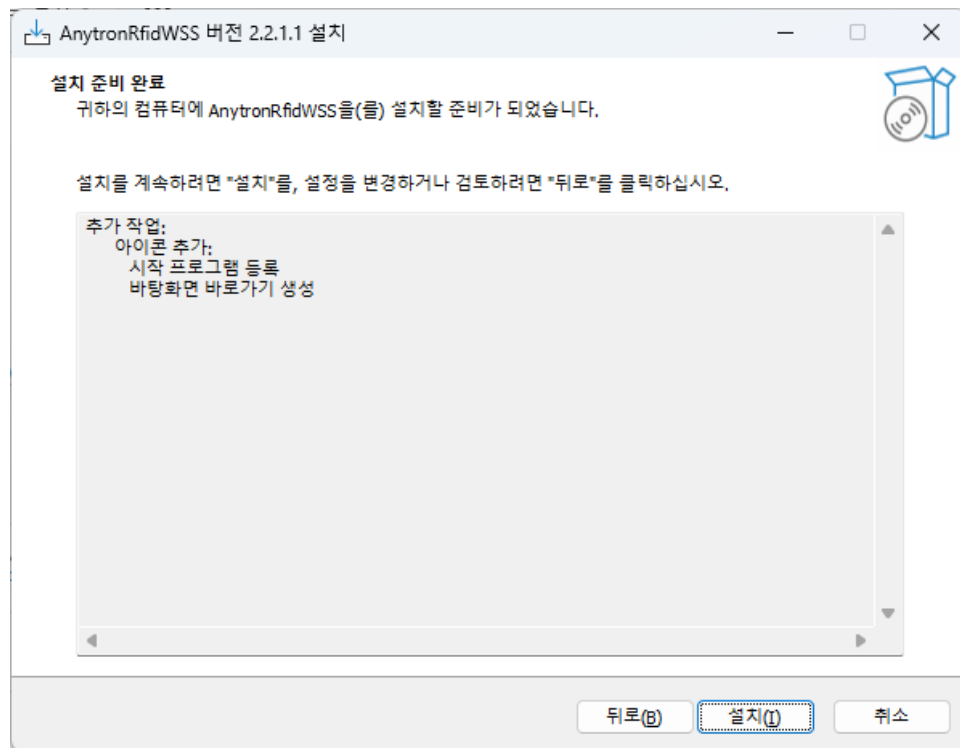 AnytronRfidWSS 버전 2.2.1.1 설치
설치 준비 완료
귀하의 컴퓨터에 AnytronRfidWSS을(를) 설치할 준비가 되었습니다.
설치를 계속하려면 "설치"를, 설정을 변경하거나 검토하려면 "뒤로"를 클릭하십시오.
추가 작업:
아이콘 추가:
시작 프로그램 등록
바탕화면 바로가기 생성
뒤로(B) 설치(I) 취소